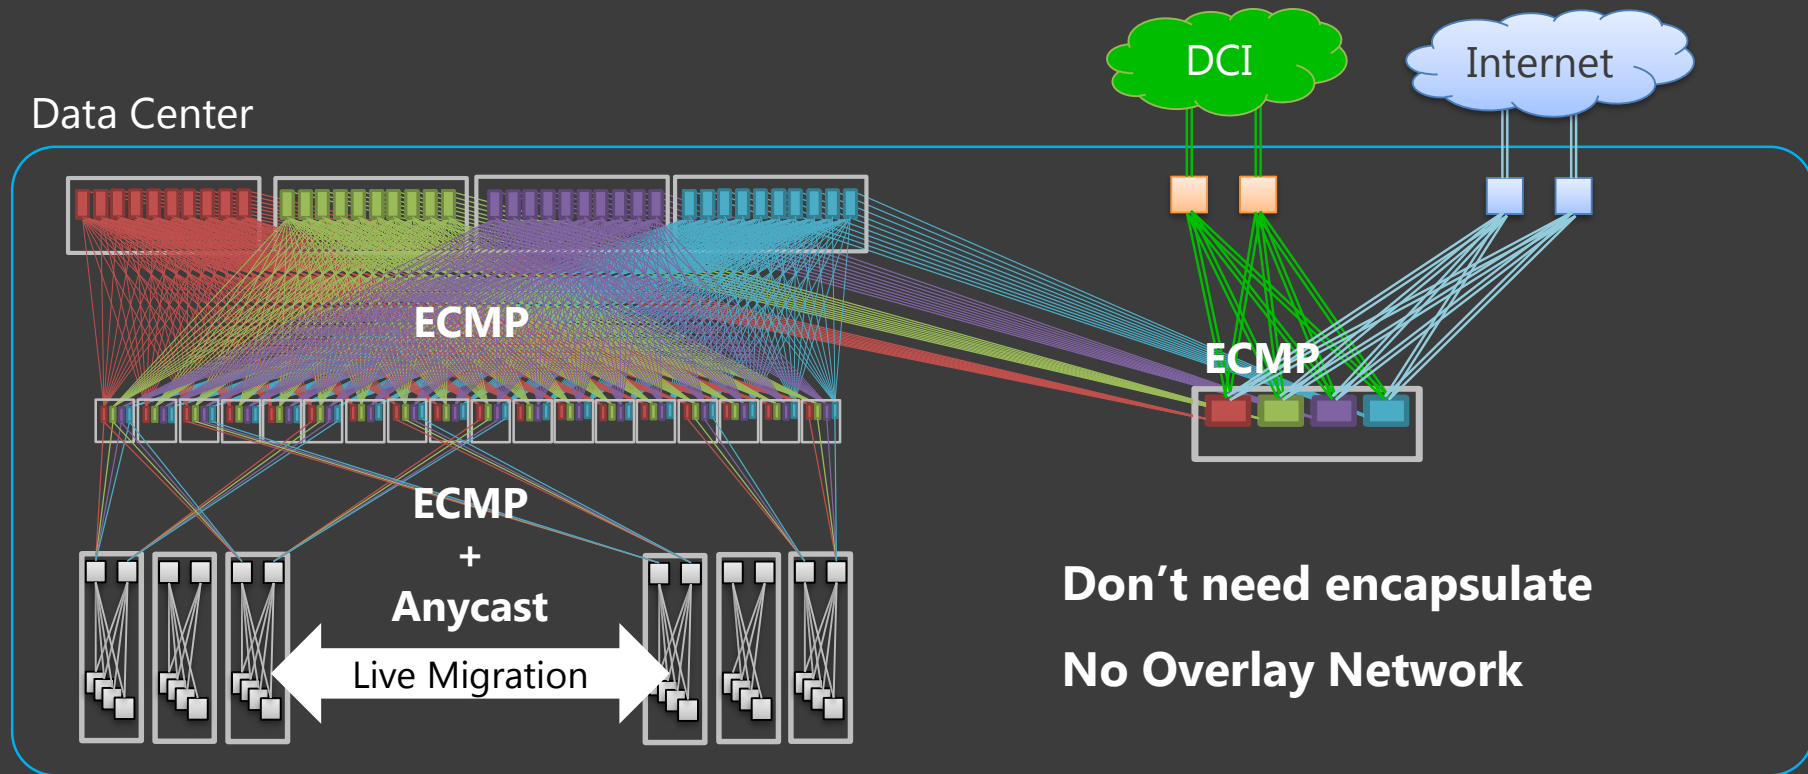 DCI
Internet
Data Center
ECMP
ECMP
ECMP
+
Anycast
Live Migration
Don’t need encapsulate
No Overlay Network